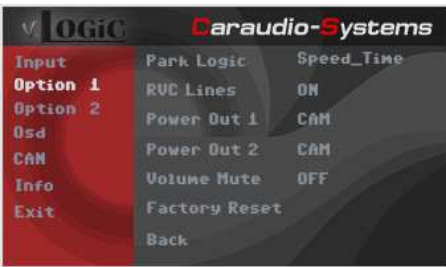 v.LOGiC Caraudio-Systems
Input
Option 1
Option 2
Osd
CAN
Info
Exit
Park Logic Speed_Time
RVC Lines ON
Power Out 1 CAM
Power Out 2 CAM
Volume Mute OFF
Factory Reset
Back